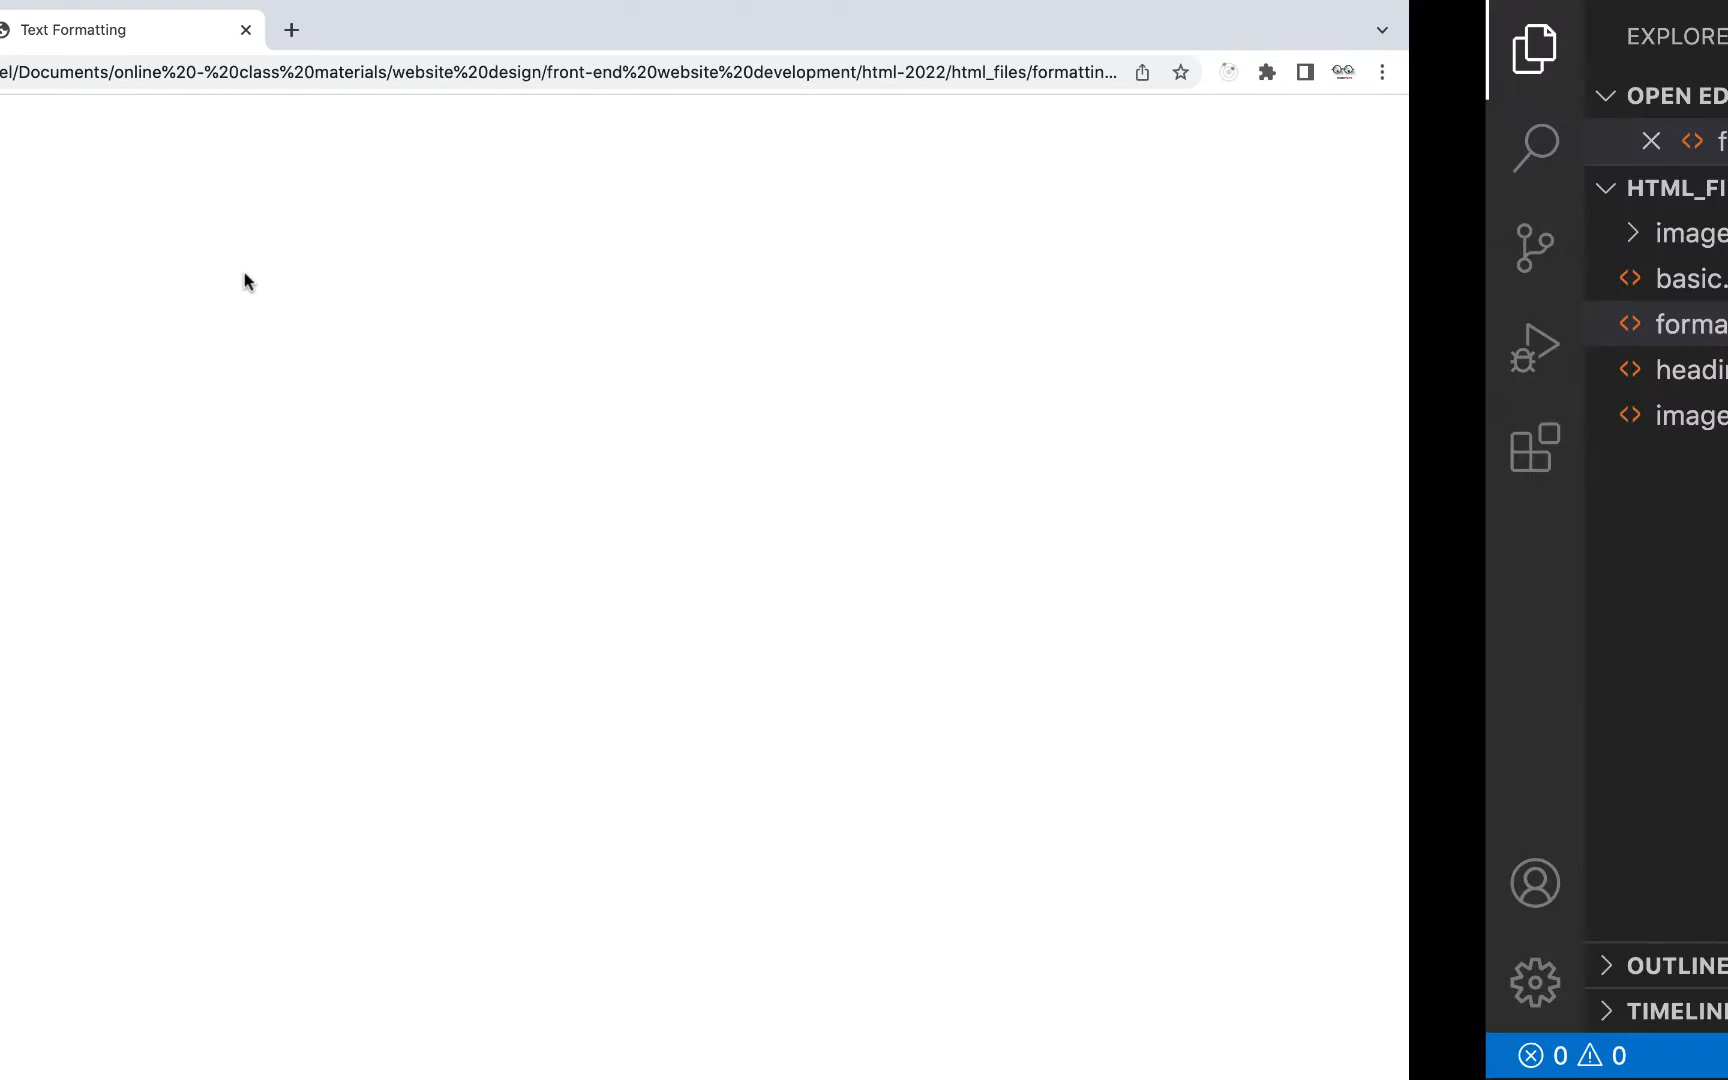 Text Formatting
el/Documents/online%20-%20class%20materials/website%20design/front-end%20website%20development/html-2022/html_files/formattin...
EXPLORE
OPEN ED
f
HTML_FI
image
basic.
forma
headi
image
OUTLINE
TIMELIN
0 0